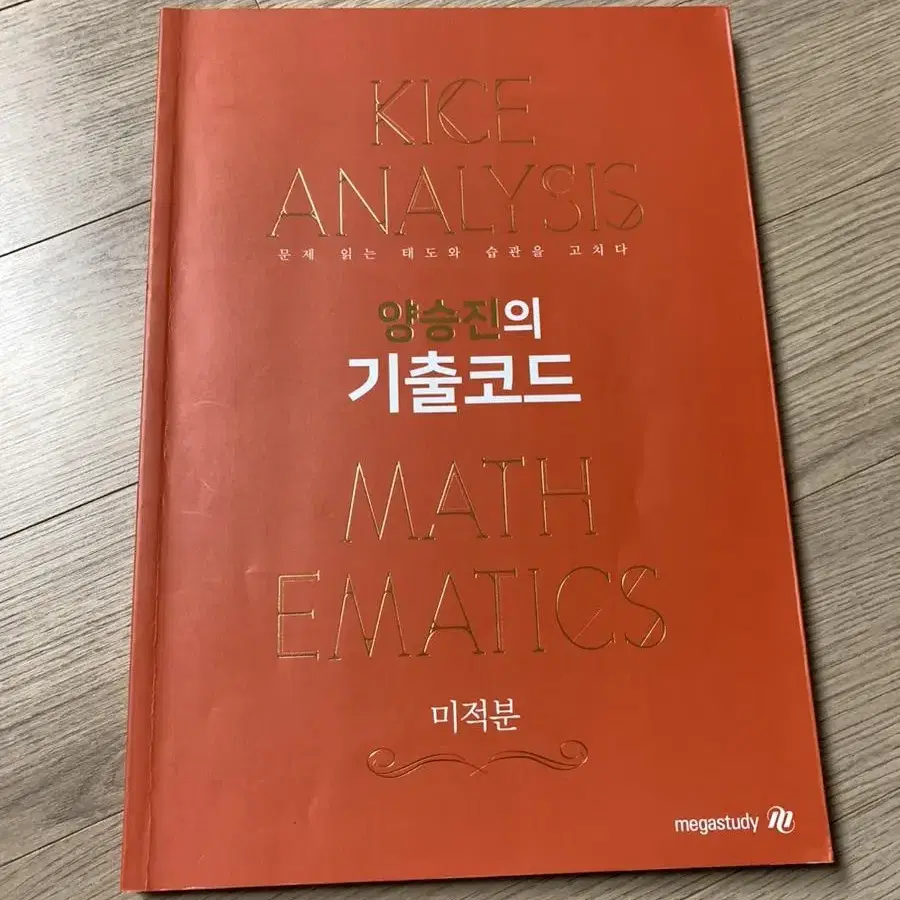 KICE
ANALYSIS
문제 읽는 태도와 습관을 고치다
양승진의
기출코드
MATH
EMATICS
미적분
megastudy